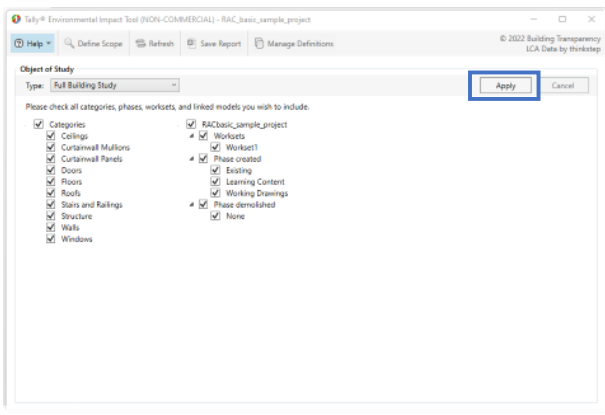 Tally® Environmental Impact Tool (NON-COMMERCIAL) - RAC_basic_sample_project
Help Define Scope Refresh Save Report Manage Definitions © 2022 Building Transparency
LCA Data by thinkstep
Object of Study
Type: Full Building Study Apply Cancel
Please check all categories, phases, worksets, and linked models you wish to include.
Categories
Ceilings
Curtainwall Mullions
Curtainwall Panels
Doors
Floors
Roofs
Stairs and Railings
Structure
Walls
Windows
RACbasic_sample_project
Worksets
Workset1
Phase created
Existing
Learning Content
Working Drawings
Phase demolished
None